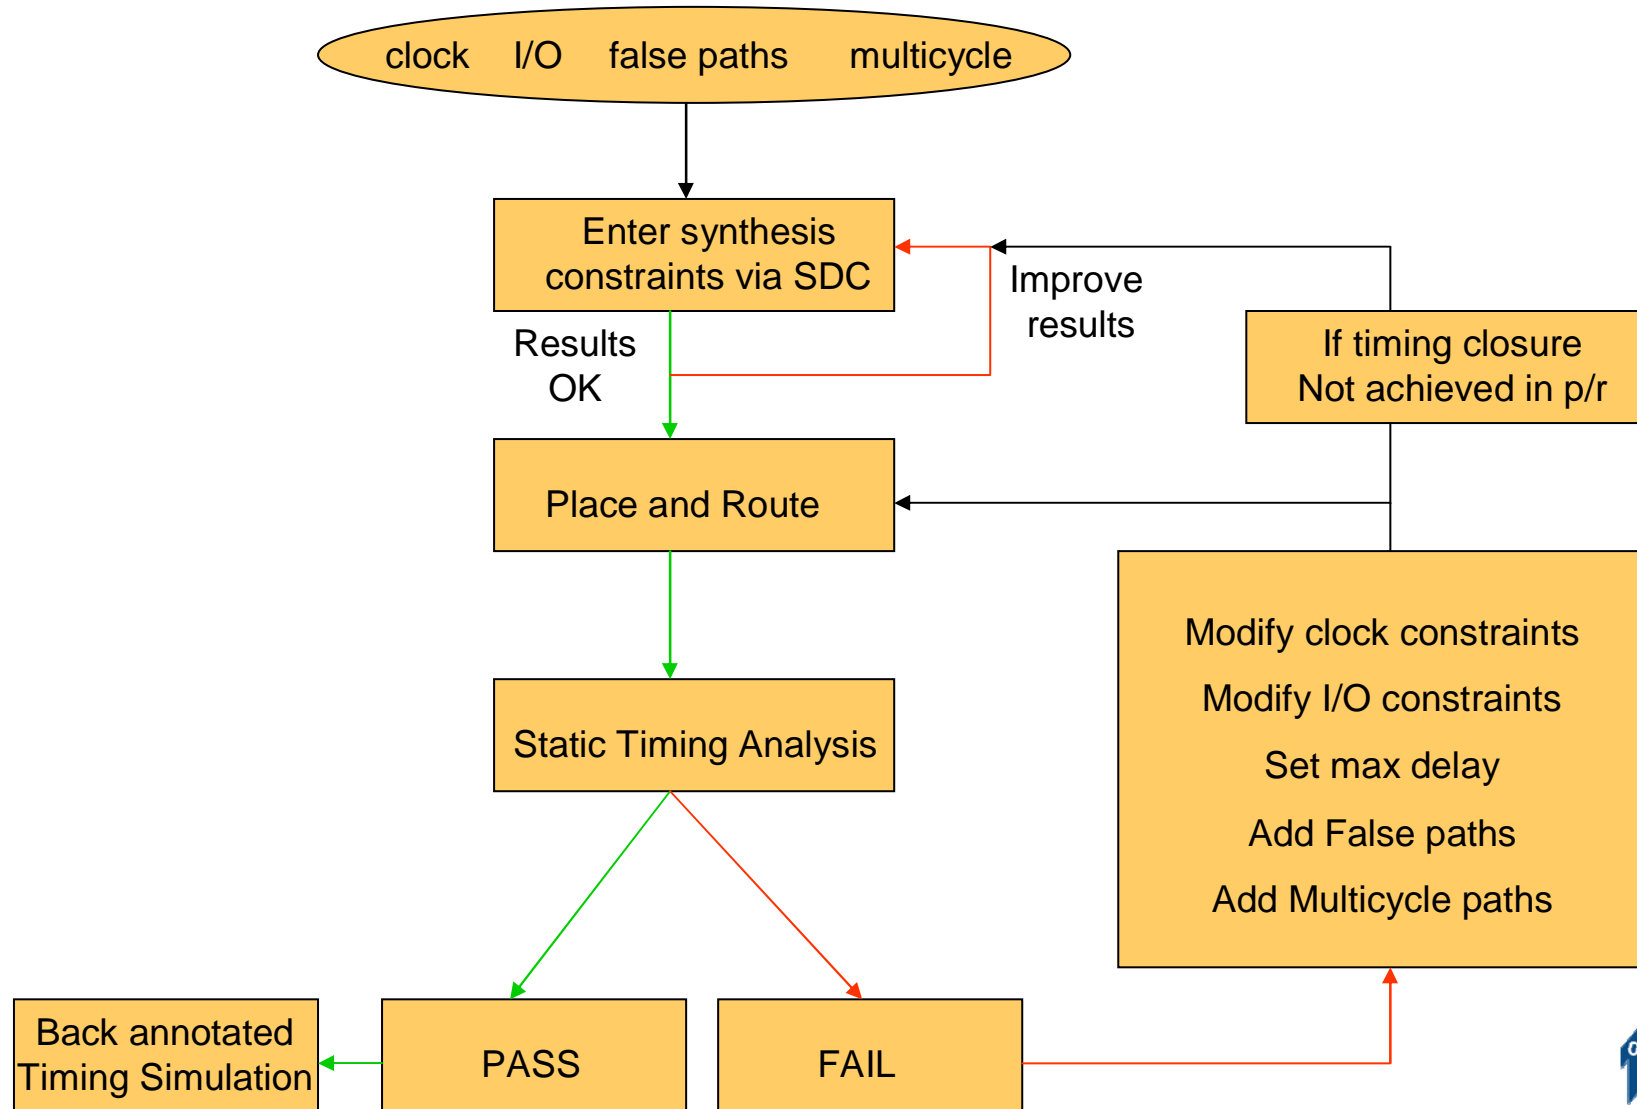 clock I/O false paths multicycle
Enter synthesis
constraints via SDC
Improve
results
Results
OK
If timing closure
Not achieved in p/r
Place and Route
Modify clock constraints
Modify I/O constraints
Set max delay
Add False paths
Add Multicycle paths
Static Timing Analysis
Back annotated
Timing Simulation
PASS
FAIL